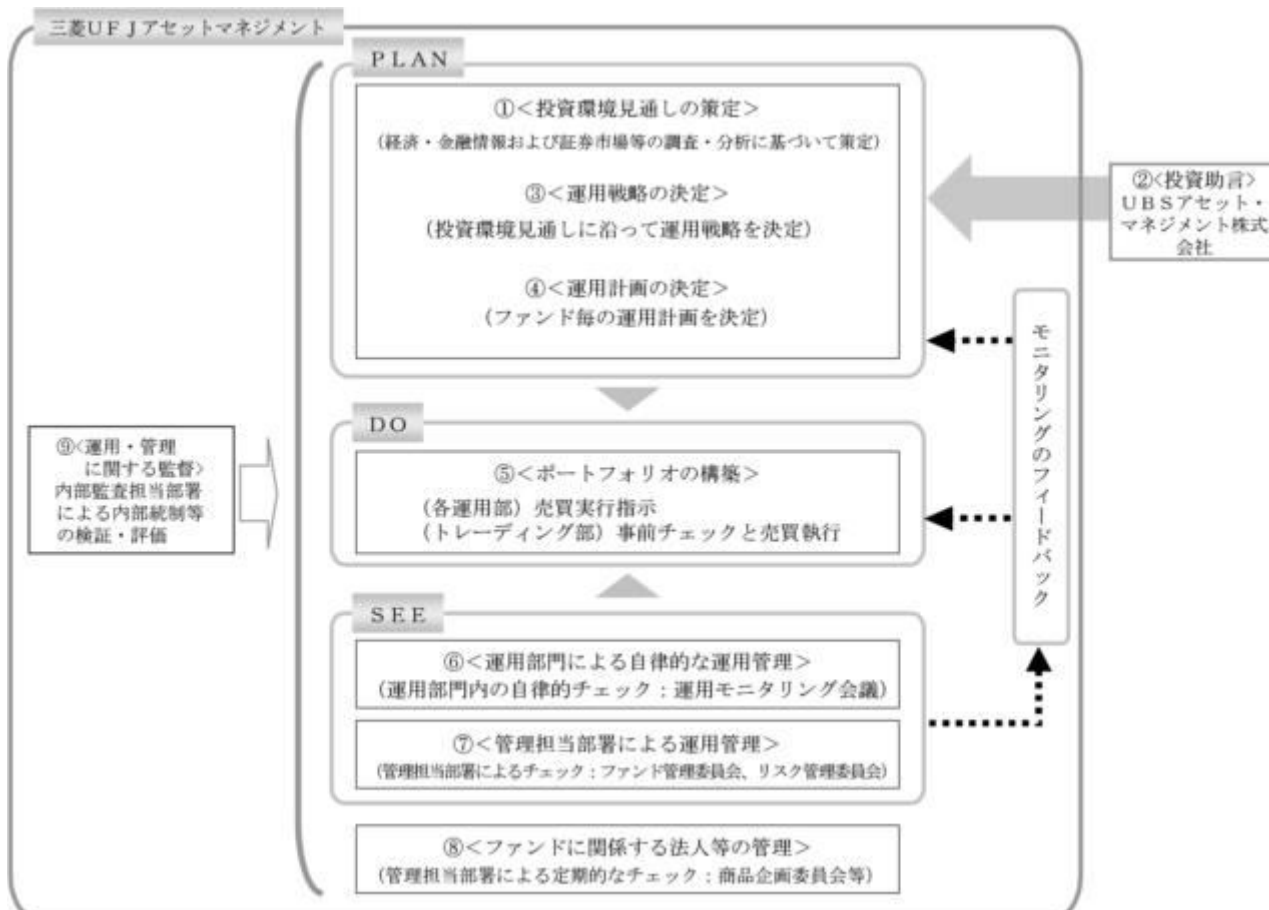 三菱ＵＦＪアセットマネジメント
ＰＬＡＮ
①＜投資環境見通しの策定＞
(経済・金融情報および証券市場等の調査・分析に基づいて策定)
③＜運用戦略の決定＞
(投資環境見通しに沿って運用戦略を決定)
④＜運用計画の決定＞
(ファンド毎の運用計画を決定)
②<投資助言>
ＵＢＳアセット・
マネジメント株式
会社
モニタリングのフィードバック
ＤＯ
⑤＜ポートフォリオの構築＞
(各運用部) 売買実行指示
(トレーディング部) 事前チェックと売買執行
⑨<運用・管理
に関する監督>
内部監査担当部署
による内部統制等
の検証・評価
ＳＥＥ
⑥＜運用部門による自律的な運用管理＞
(運用部門内の自律的チェック：運用モニタリング会議)
⑦＜管理担当部署による運用管理＞
(管理担当部署によるチェック：ファンド管理委員会、リスク管理委員会)
⑧＜ファンドに関係する法人等の管理＞
(管理担当部署による定期的なチェック：商品企画委員会等)